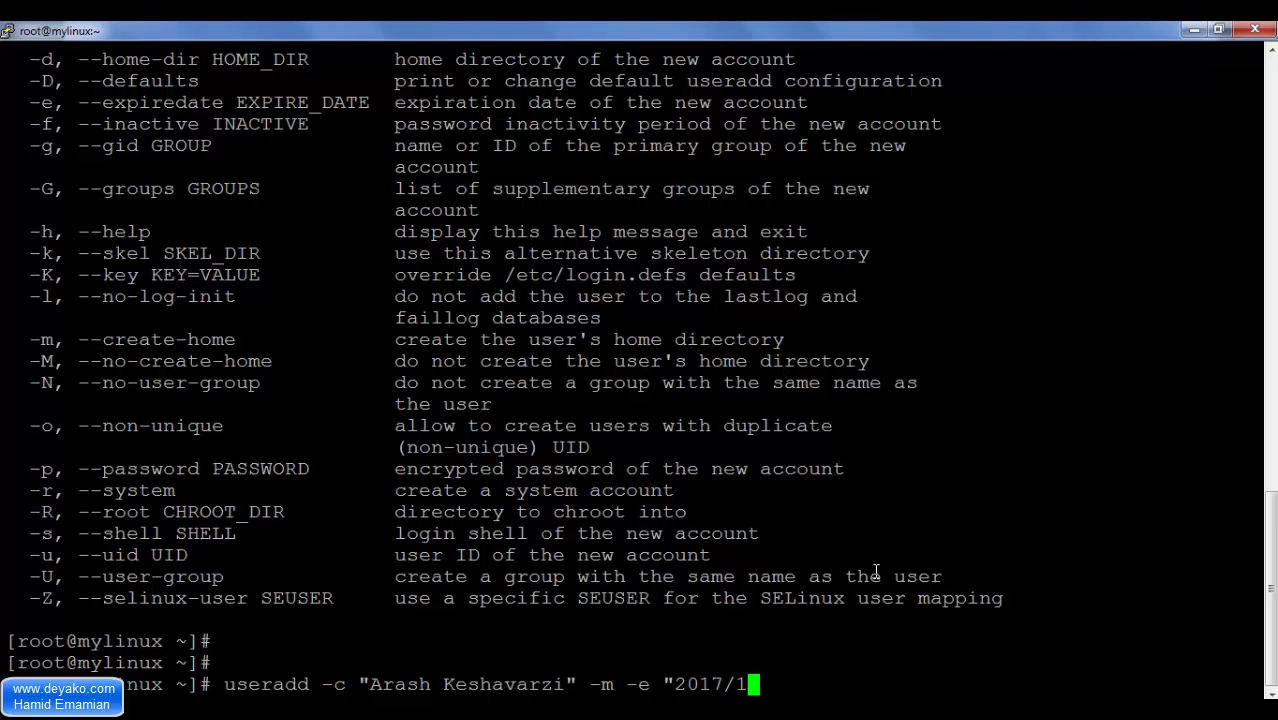 root@mylinux:~
-d, --home-dir HOME_DIR home directory of the new account
-D, --defaults print or change default useradd configuration
-e, --expiredate EXPIRE_DATE expiration date of the new account
-f, --inactive INACTIVE password inactivity period of the new account
-g, --gid GROUP name or ID of the primary group of the new
account
-G, --groups GROUPS list of supplementary groups of the new
account
-h, --help display this help message and exit
-k, --skel SKEL_DIR use this alternative skeleton directory
-K, --key KEY=VALUE override /etc/login.defs defaults
-l, --no-log-init do not add the user to the lastlog and
faillog databases
-m, --create-home create the user's home directory
-M, --no-create-home do not create the user's home directory
-N, --no-user-group do not create a group with the same name as
the user
-o, --non-unique allow to create users with duplicate
(non-unique) UID
-p, --password PASSWORD encrypted password of the new account
-r, --system create a system account
-R, --root CHROOT_DIR directory to chroot into
-s, --shell SHELL login shell of the new account
-u, --uid UID user ID of the new account
-U, --user-group create a group with the same name as the user
-Z, --selinux-user SEUSER use a specific SEUSER for the SELinux user mapping
[root@mylinux ~]#
[root@mylinux ~]#
nux ~]# useradd -c "Arash Keshavarzi" -m -e "2017/1
www.deyako.com
Hamid Emamian